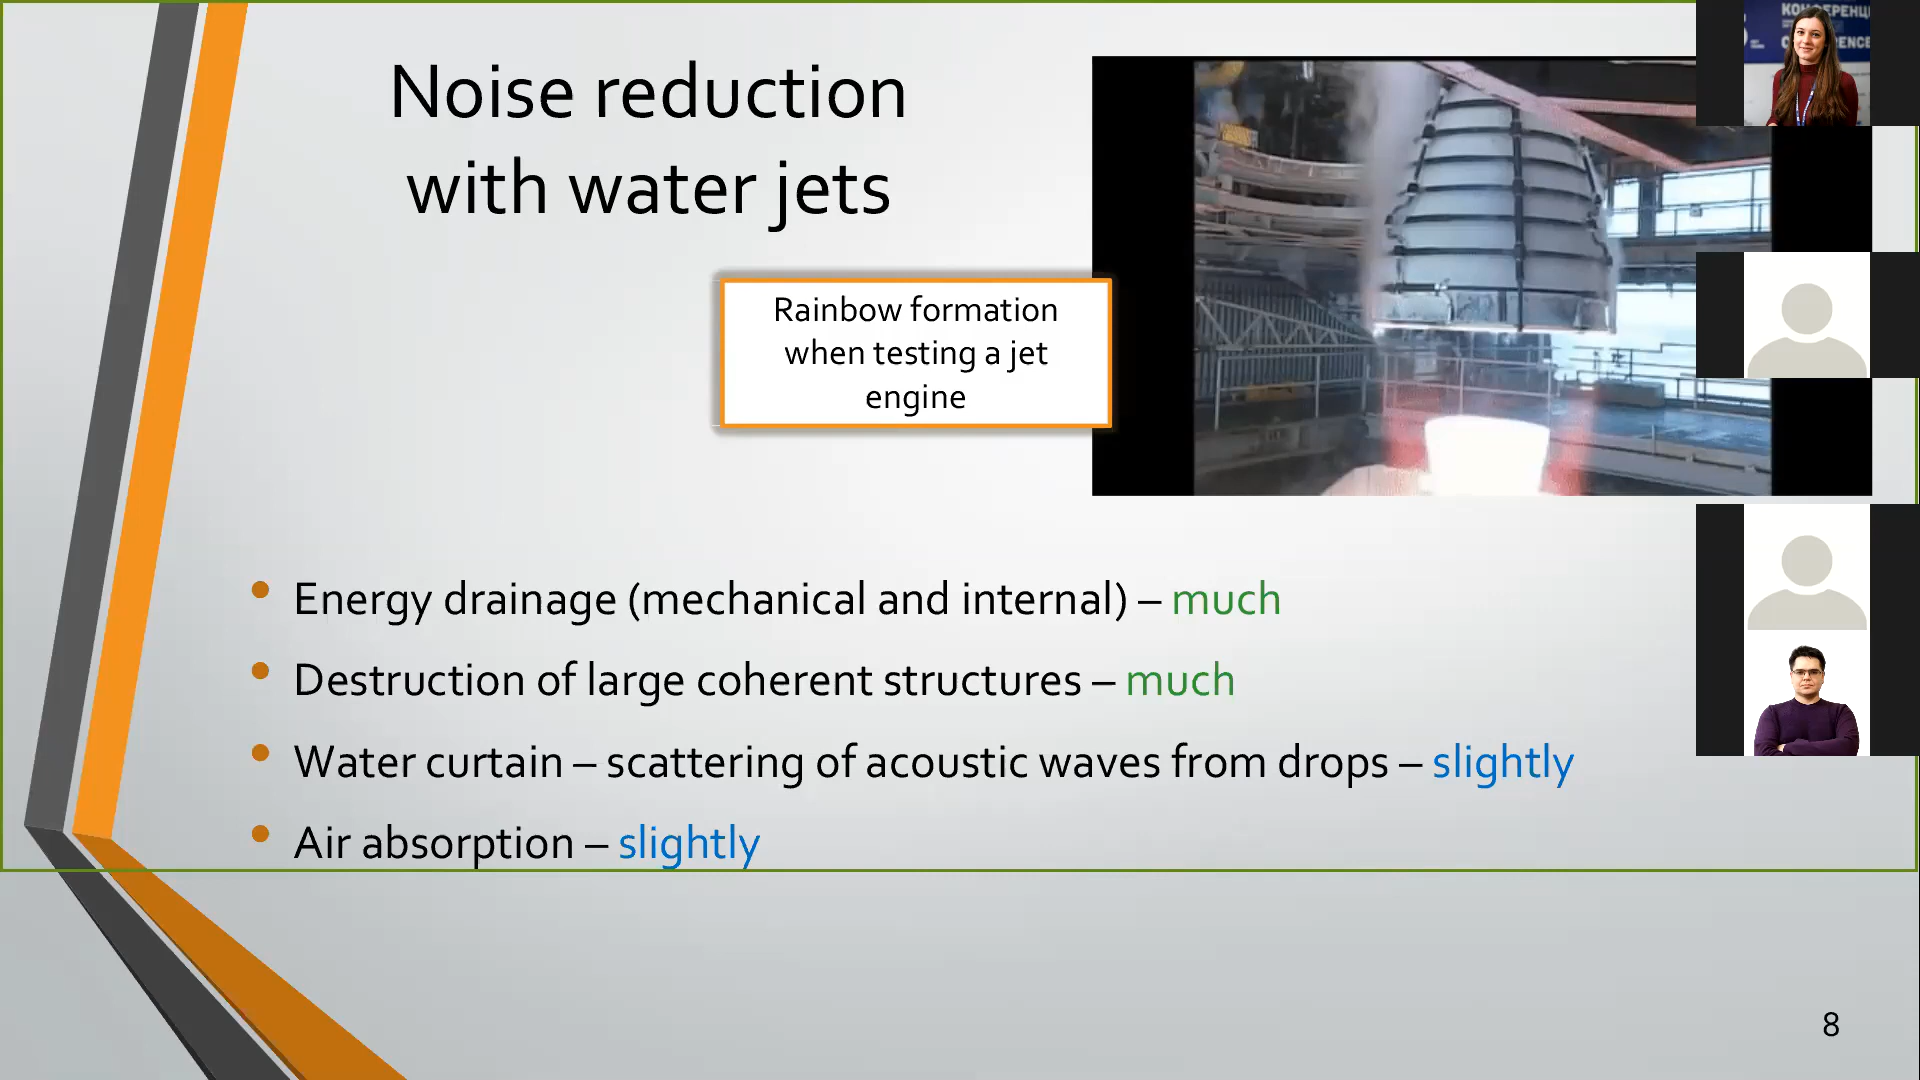 Noise reduction
with water jets
Rainbow formation
when testing a jet
engine
• Energy drainage (mechanical and internal) – much
• Destruction of large coherent structures – much
• Water curtain – scattering of acoustic waves from drops – slightly
• Air absorption – slightly
8